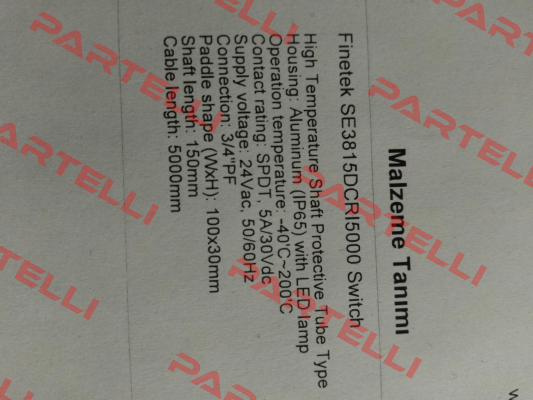 Malzeme Tanımı
Finetek SE3815DCRI5000 Switch
High Temperature Shaft Protective Tube Type
Housing: Aluminum (IP65) with LED lamp
Operation temperature: -40'C~200'C
Contact rating: SPDT, 5A/30Vdc
Supply voltage: 24Vac, 50/60Hz
Connection: 3/4"PF
Paddle shape (WxH): 100x30mm
Shaft length: 150mm
Cable length: 5000mm
PARTELLI
PARTELLI
PARTELLI
PARTELLI
PARTELLI
PARTELLI
PARTELLI